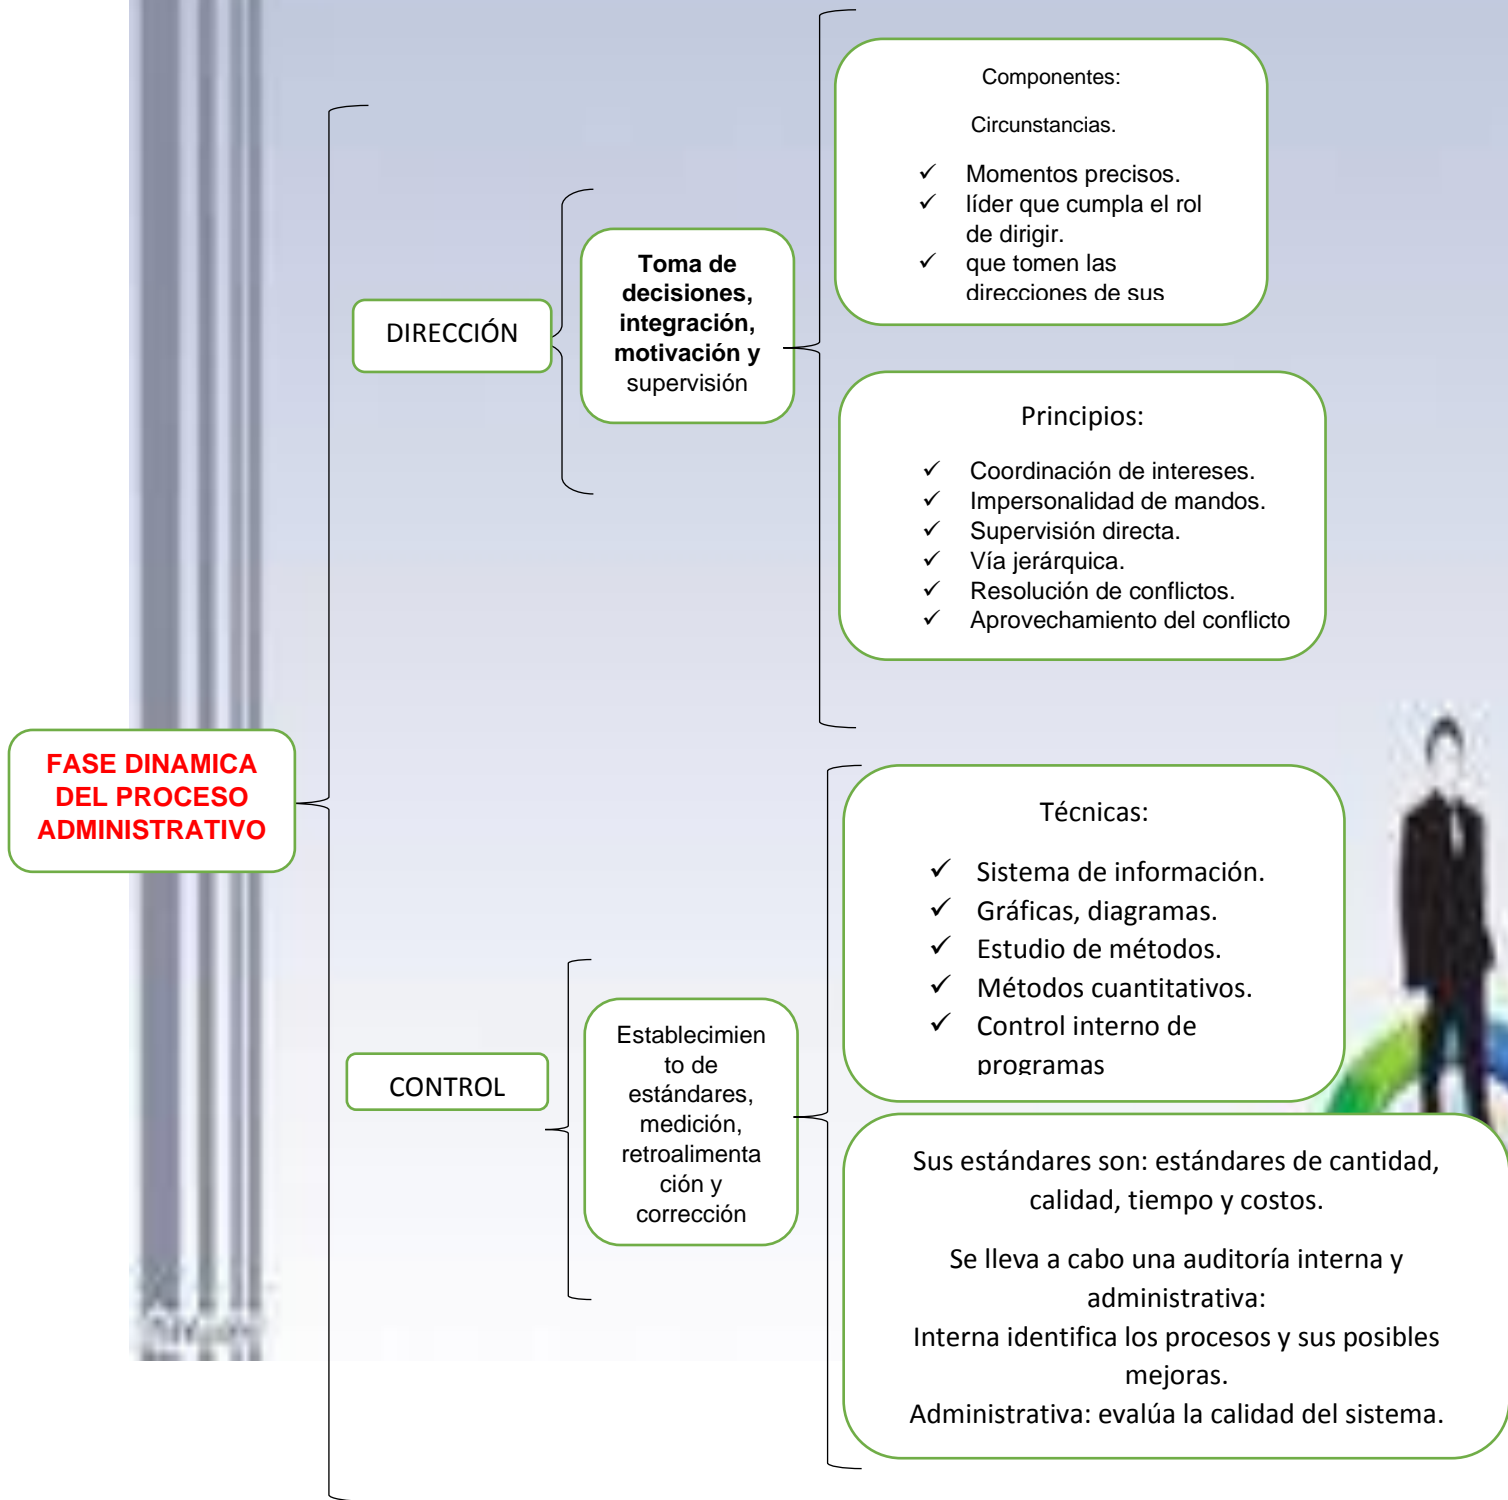 FASE DINAMICA
DEL PROCESO
ADMINISTRATIVO
DIRECCIÓN
Toma de
decisiones,
integración,
motivación y
supervisión
Componentes:
Circunstancias.
✓ Momentos precisos.
✓ líder que cumpla el rol
de dirigir.
✓ que tomen las
direcciones de sus
Principios:
✓ Coordinación de intereses.
✓ Impersonalidad de mandos.
✓ Supervisión directa.
✓ Vía jerárquica.
✓ Resolución de conflictos.
✓ Aprovechamiento del conflicto
CONTROL
Establecimien
to de
estándares,
medición,
retroalimenta
ción y
corrección
Técnicas:
✓ Sistema de información.
✓ Gráficas, diagramas.
✓ Estudio de métodos.
✓ Métodos cuantitativos.
✓ Control interno de
programas
Sus estándares son: estándares de cantidad,
calidad, tiempo y costos.
Se lleva a cabo una auditoría interna y
administrativa:
Interna identifica los procesos y sus posibles
mejoras.
Administrativa: evalúa la calidad del sistema.